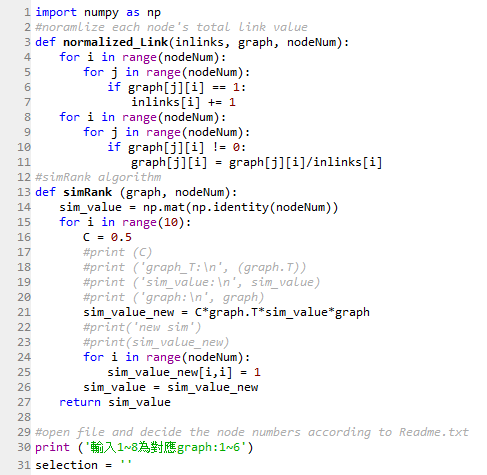 1 import numpy as np
2 #noramlize each node's total link value
3 def normalized_Link(inlinks, graph, nodeNum):
4     for i in range(nodeNum):
5         for j in range(nodeNum):
6             if graph[j][i] == 1:
7                 inlinks[i] += 1
8     for i in range(nodeNum):
9         for j in range(nodeNum):
10             if graph[j][i] != 0:
11                 graph[j][i] = graph[j][i]/inlinks[i]
12 #simRank algorithm
13 def simRank (graph, nodeNum):
14     sim_value = np.mat(np.identity(nodeNum))
15     for i in range(10):
16         C = 0.5
17         #print (C)
18         #print ('graph_T:\n', (graph.T))
19         #print ('sim_value:\n', sim_value)
20         #print ('graph:\n', graph)
21         sim_value_new = C*graph.T*sim_value*graph
22         #print('new sim')
23         #print(sim_value_new)
24         for i in range(nodeNum):
25             sim_value_new[i,i] = 1
26         sim_value = sim_value_new
27     return sim_value
28
29 #open file and decide the node numbers according to Readme.txt
30 print ('輸入1~8為對應graph:1~6')
31 selection = ''